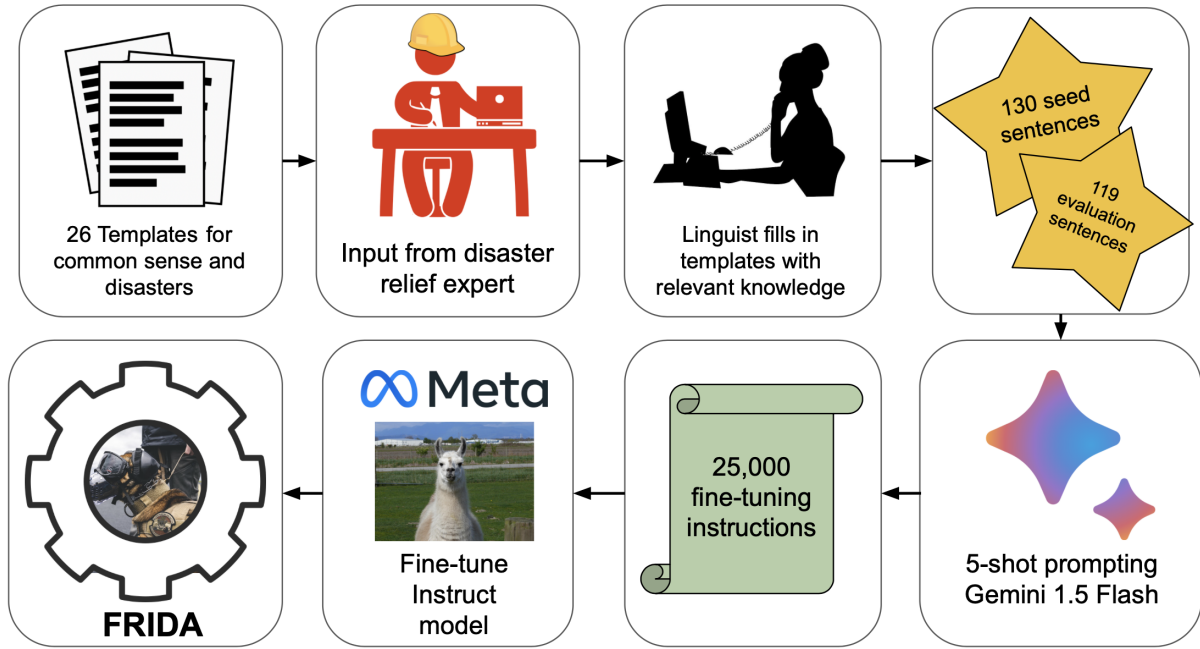 26 Templates for
common sense and
disasters
Input from disaster
relief expert
Linguist fills in
templates with
relevant knowledge
130 seed
sentences
119
evaluation
sentences
5-shot prompting
Gemini 1.5 Flash
25,000
fine-tuning
instructions
Meta
Fine-tune
Instruct
model
FRIDA